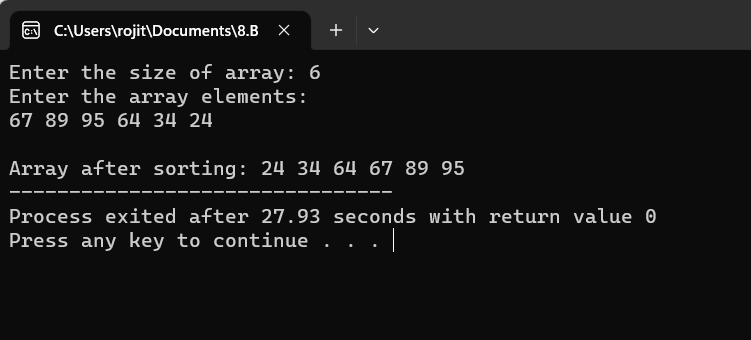 C:\Users\rojit\Documents\8.B
Enter the size of array: 6
Enter the array elements:
67 89 95 64 34 24
Array after sorting: 24 34 64 67 89 95
--------------------------------
Process exited after 27.93 seconds with return value 0
Press any key to continue . . .